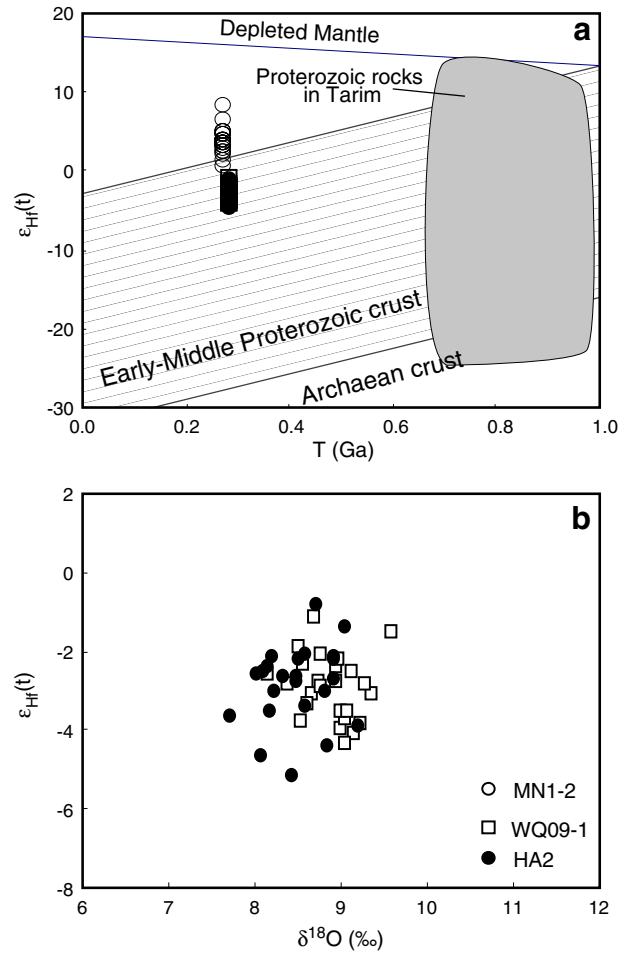 20
10
0
-10
-20
-30
εHf(t)
a
Depleted Mantle
Proterozoic rocks
in Tarim
Early-Middle Proterozoic crust
Archaean crust
0.0 0.2 0.4 0.6 0.8 1.0
T (Ga)
2
0
-2
-4
-6
-8
εHf(t)
b
MN1-2
WQ09-1
HA2
6 7 8 9 10 11 12
δ18O (‰)